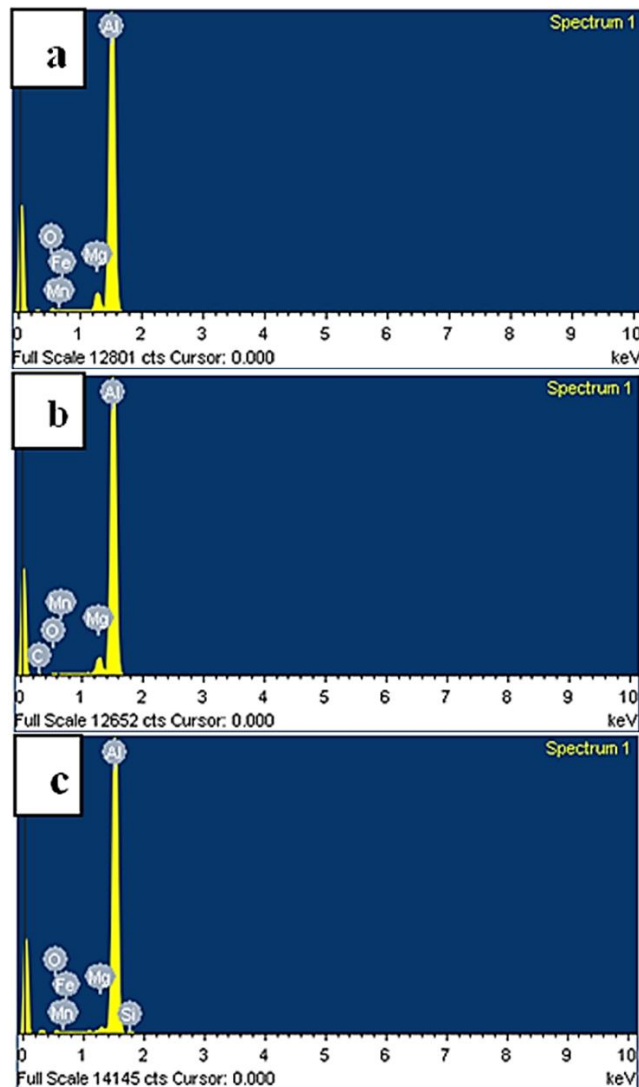 a
Spectrum 1
Al
O
Fe
Mg
Mn
0 1 2 3 4 5 6 7 8 9 10
Full Scale 12801 cts Cursor: 0.000 keV
b
Spectrum 1
Al
Mn
Mg
O
C
0 1 2 3 4 5 6 7 8 9 10
Full Scale 12652 cts Cursor: 0.000 keV
c
Spectrum 1
Al
O
Mg
Fe
Mn Si
0 1 2 3 4 5 6 7 8 9 10
Full Scale 14145 cts Cursor: 0.000 keV